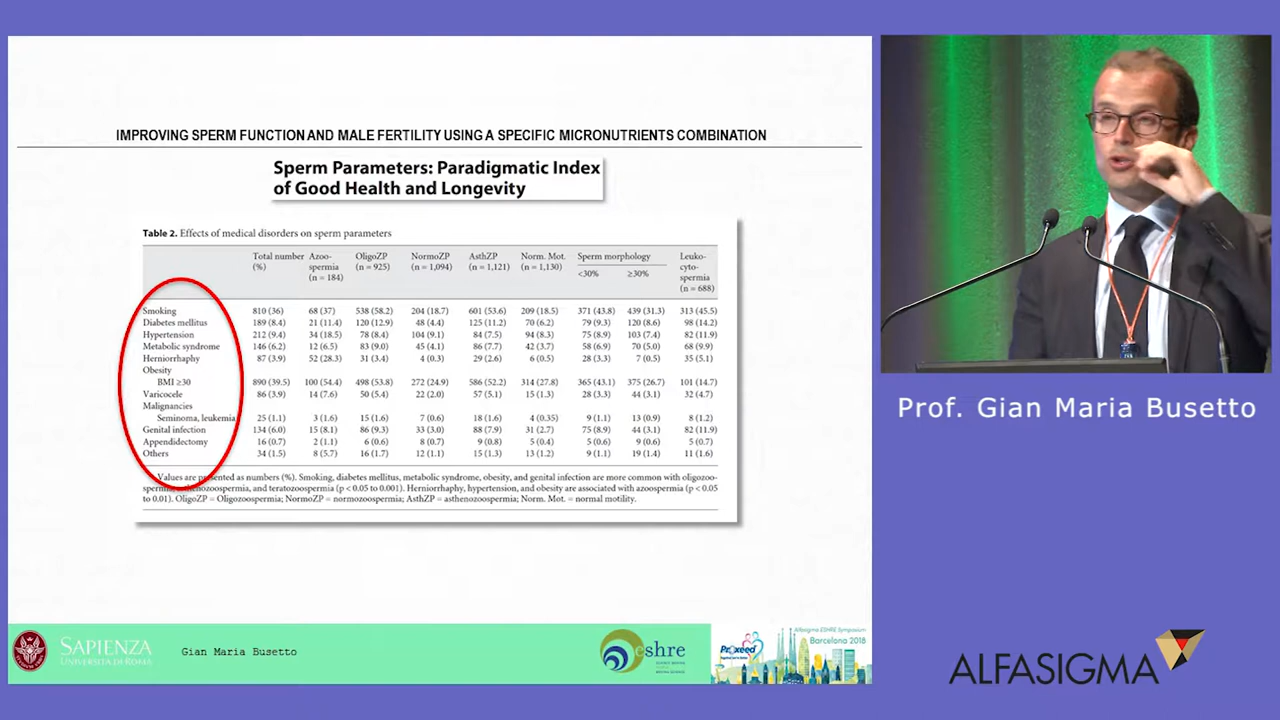 IMPROVING SPERM FUNCTION AND MALE FERTILITY USING A SPECIFIC MICRONUTRIENTS COMBINATION
Sperm Parameters: Paradigmatic Index
of Good Health and Longevity
Table 2. Effects of medical disorders on sperm parameters
Total number (%) Azoo-spermia (n = 184) OligoZP (n = 925) NormoZP (n = 1,094) AsthZP (n = 1,121) Norm. Mot. (n = 1,130) Sperm morphology <30% ≥30% Leuko-cyto-spermia (n = 688)
Smoking 810 (36) 68 (37) 538 (58.2) 204 (18.7) 601 (53.6) 209 (18.5) 371 (43.8) 439 (31.3) 313 (45.5)
Diabetes mellitus 189 (8.4) 21 (11.4) 120 (12.9) 48 (4.4) 125 (11.2) 70 (6.2) 79 (9.3) 120 (8.6) 98 (14.2)
Hypertension 212 (9.4) 34 (18.5) 78 (8.4) 104 (9.1) 84 (7.5) 94 (8.3) 75 (8.9) 103 (7.4) 82 (11.9)
Metabolic syndrome 146 (6.2) 12 (6.5) 83 (9.0) 45 (4.1) 86 (7.7) 42 (3.7) 58 (6.9) 70 (5.0) 68 (9.9)
Herniorrhaphy 87 (3.9) 52 (28.3) 31 (3.4) 4 (0.3) 29 (2.6) 6 (0.5) 28 (3.3) 7 (0.5) 35 (5.1)
Obesity
BMI ≥30 890 (39.5) 100 (54.4) 498 (53.8) 272 (24.9) 586 (52.2) 314 (27.8) 365 (43.1) 375 (26.7) 101 (14.7)
Varicocele 86 (3.9) 14 (7.6) 50 (5.4) 22 (2.0) 57 (5.1) 15 (1.3) 28 (3.3) 44 (3.1) 32 (4.7)
Malignancies
Seminoma, leukemia 25 (1.1) 3 (1.6) 15 (1.6) 7 (0.6) 18 (1.6) 4 (0.35) 9 (1.1) 13 (0.9) 8 (1.2)
Genital infection 134 (6.0) 15 (8.1) 86 (9.3) 33 (3.0) 88 (7.9) 31 (2.7) 75 (8.9) 44 (3.1) 82 (11.9)
Appendidectomy 16 (0.7) 2 (1.1) 6 (0.6) 8 (0.7) 9 (0.8) 5 (0.4) 5 (0.6) 9 (0.6) 5 (0.7)
Others 34 (1.5) 8 (5.7) 16 (1.7) 12 (1.1) 15 (1.3) 13 (1.2) 9 (1.1) 19 (1.4) 11 (1.6)
Values are presented as numbers (%). Smoking, diabetes mellitus, metabolic syndrome, obesity, and genital infection are more common with oligozoo-
spermia, asthenozoospermia, and teratozoospermia (p < 0.05 to 0.001). Herniorrhaphy, hypertension, and obesity are associated with azoospermia (p < 0.05
to 0.01). OligoZP = Oligozoospermia; NormoZP = normozoospermia; AsthZP = asthenozoospermia; Norm. Mot. = normal motility.
Prof. Gian Maria Busetto
SAPIENZA
UNIVERSITÀ DI ROMA
Gian Maria Busetto
eshre
Proxeed
Alfasigma ESHRE Symposium
Barcelona 2018
ALFASIGMA